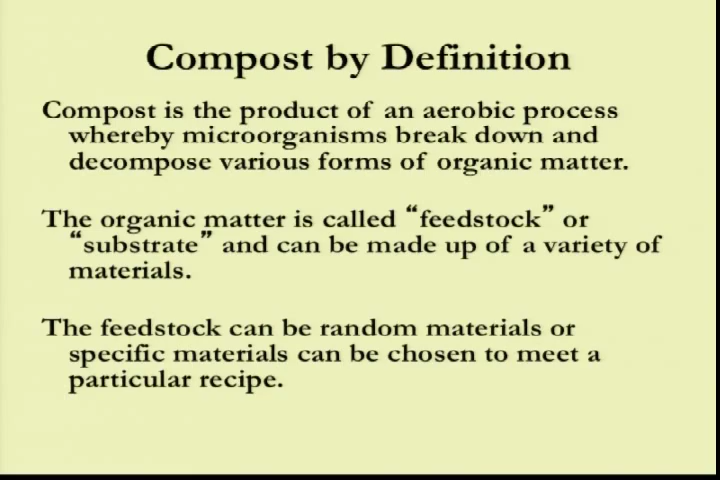 Compost by Definition
Compost is the product of an aerobic process
whereby microorganisms break down and
decompose various forms of organic matter.
The organic matter is called “feedstock” or
“substrate” and can be made up of a variety of
materials.
The feedstock can be random materials or
specific materials can be chosen to meet a
particular recipe.